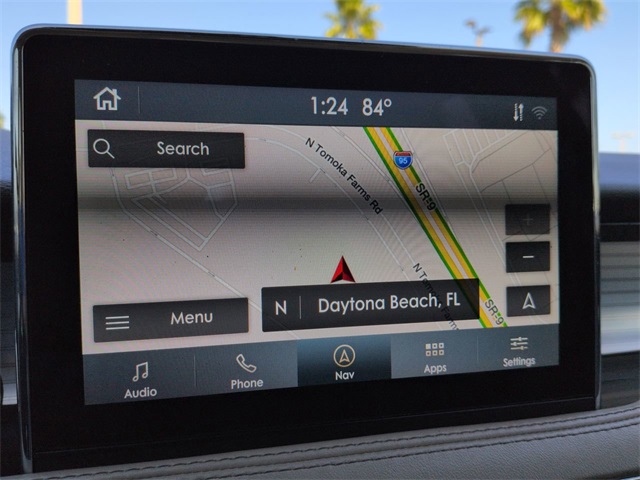 1:24 84°
Search
N Tomoka Farms Rd
95
SR-9
N Tomoka Farms Rd
N Daytona Beach, FL
SR-9
Menu
Audio
Phone
Nav
Apps
Settings